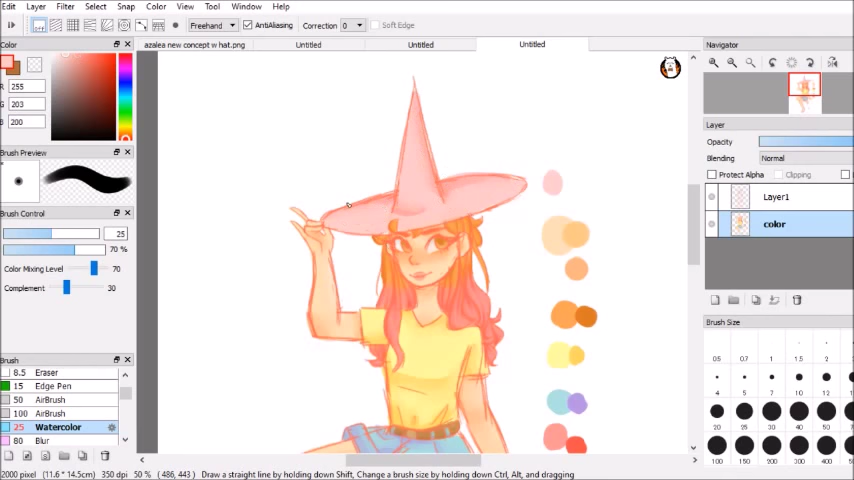 File Edit Layer Select Snap Color View Tool Window Help
Freehand AntiAliasing Correction 0 Soft Edge
Color azalea new concept w hat.png Untitled Untitled Untitled Navigator
R 255
G 203
B 200
Layer
Opacity
Brush Preview
Blending Normal
Protect Alpha Clipping Lock
Layer1
Brush Control
color
25
70 %
Color Mixing Level 70
Complement 30
Brush Size
Brush
0.5 0.7 1 1.5 2
8.5 Eraser
15 Edge Pen
4 5 7 10 12
50 AirBrush
100 AirBrush
25 Watercolor
20 25 30 40 50
80 Blur
100 150 200 300
2000 pixel (11.6 * 14.5cm) 350 dpi 50 % ( 486, 443 ) Draw a straight line by holding down Shift, Change a brush size by holding down Ctrl, Alt, and dragging